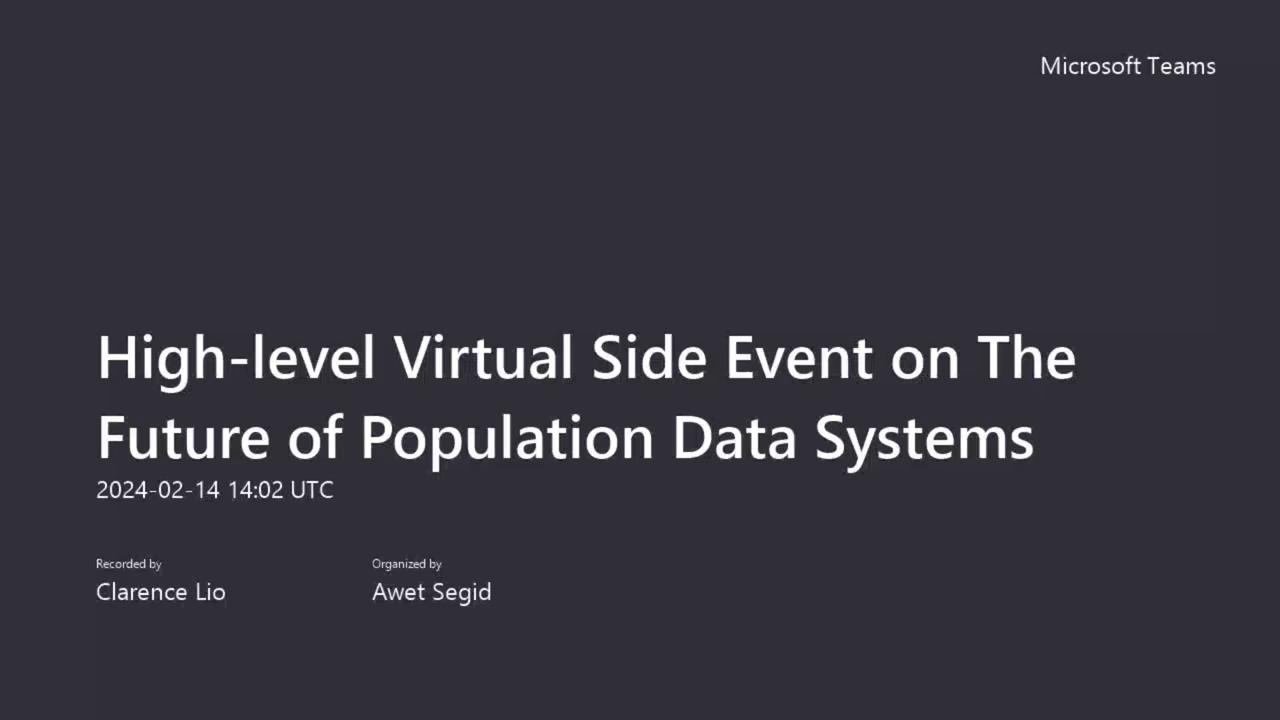 Microsoft Teams
High-level Virtual Side Event on The
Future of Population Data Systems
2024-02-14 14:02 UTC
Recorded by
Clarence Lio
Organized by
Awet Segid